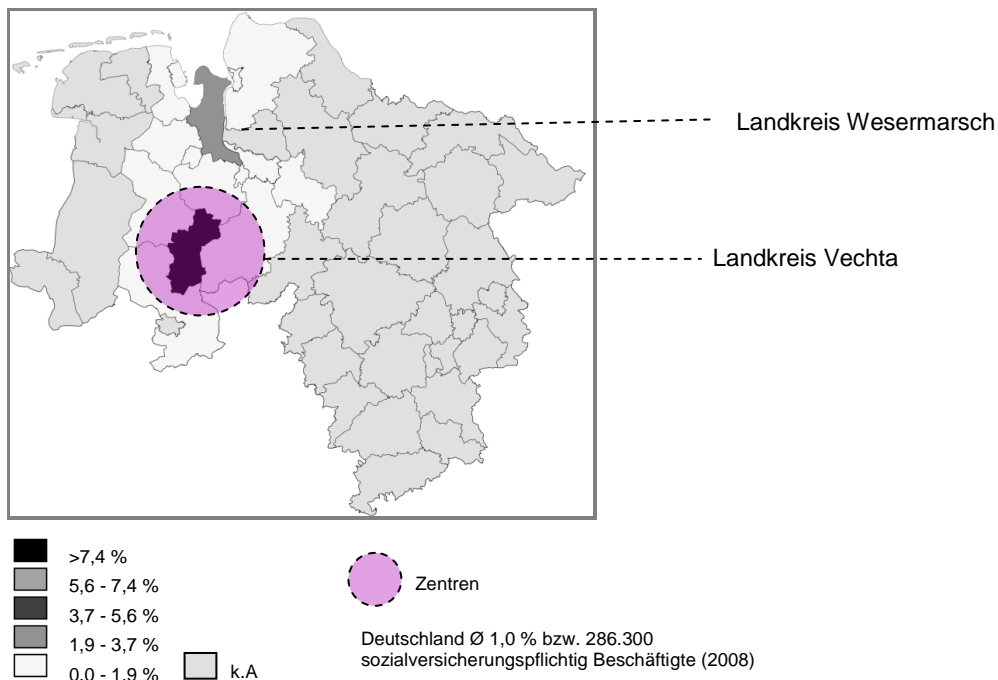 Landkreis Wesermarsch
Landkreis Vechta
>7,4 %
5,6 - 7,4 %
3,7 - 5,6 %
1,9 - 3,7 %
0,0 - 1,9 %
k.A
Zentren
Deutschland Ø 1,0 % bzw. 286.300
sozialversicherungspflichtig Beschäftigte (2008)